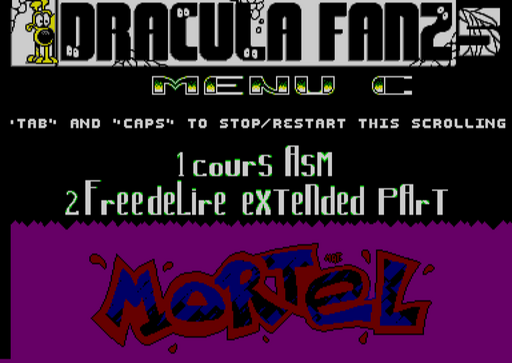 DRACULA FANZ
MENU C
"TAB" AND "CAPS" TO STOP/RESTART THIS SCROLLING
1 cours ASM
2 Freedelire extended Part
MORTEL